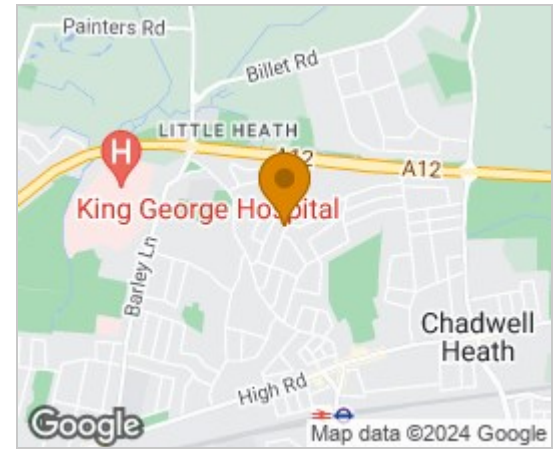 Painters Rd
Billet Rd
LITTLE HEATH
A12
A12
H
King George Hospital
Barley Ln
Chadwell
Heath
High Rd
Google
Map data ©2024 Google